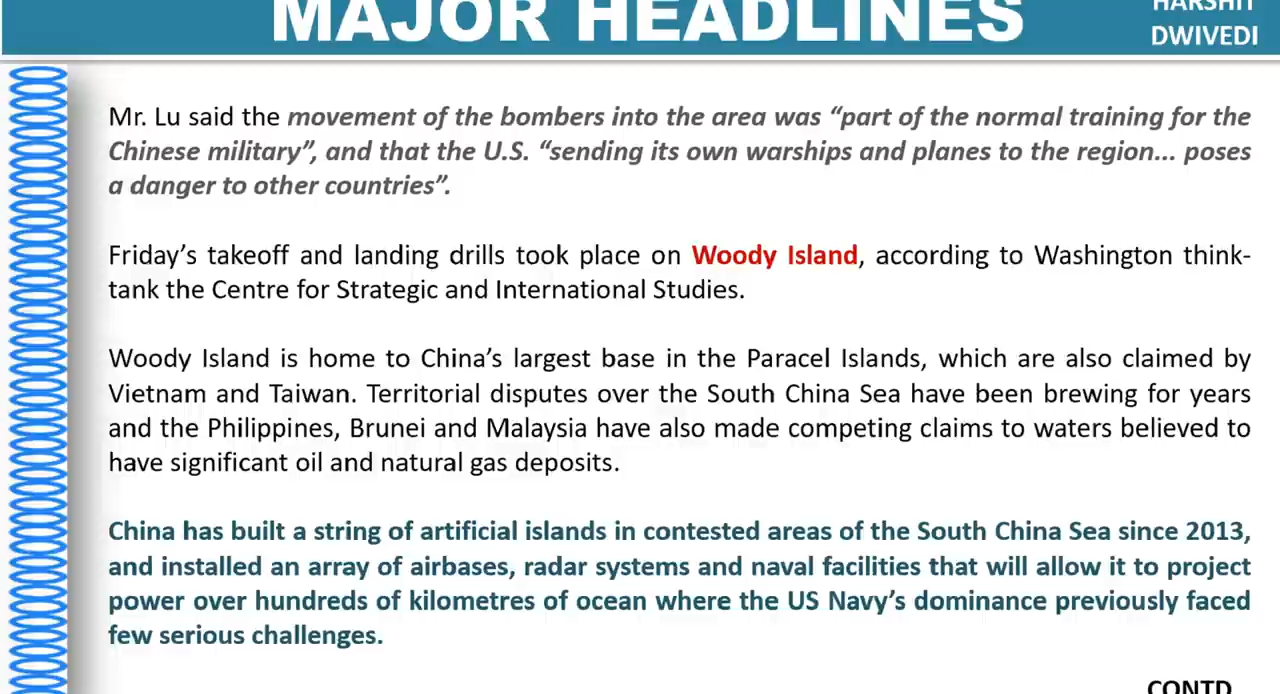 MAJOR HEADLINES
HARSHIT
DWIVEDI
Mr. Lu said the movement of the bombers into the area was “part of the normal training for the
Chinese military”, and that the U.S. “sending its own warships and planes to the region... poses
a danger to other countries”.
Friday’s takeoff and landing drills took place on Woody Island, according to Washington think-
tank the Centre for Strategic and International Studies.
Woody Island is home to China’s largest base in the Paracel Islands, which are also claimed by
Vietnam and Taiwan. Territorial disputes over the South China Sea have been brewing for years
and the Philippines, Brunei and Malaysia have also made competing claims to waters believed to
have significant oil and natural gas deposits.
China has built a string of artificial islands in contested areas of the South China Sea since 2013,
and installed an array of airbases, radar systems and naval facilities that will allow it to project
power over hundreds of kilometres of ocean where the US Navy’s dominance previously faced
few serious challenges.
CONTD